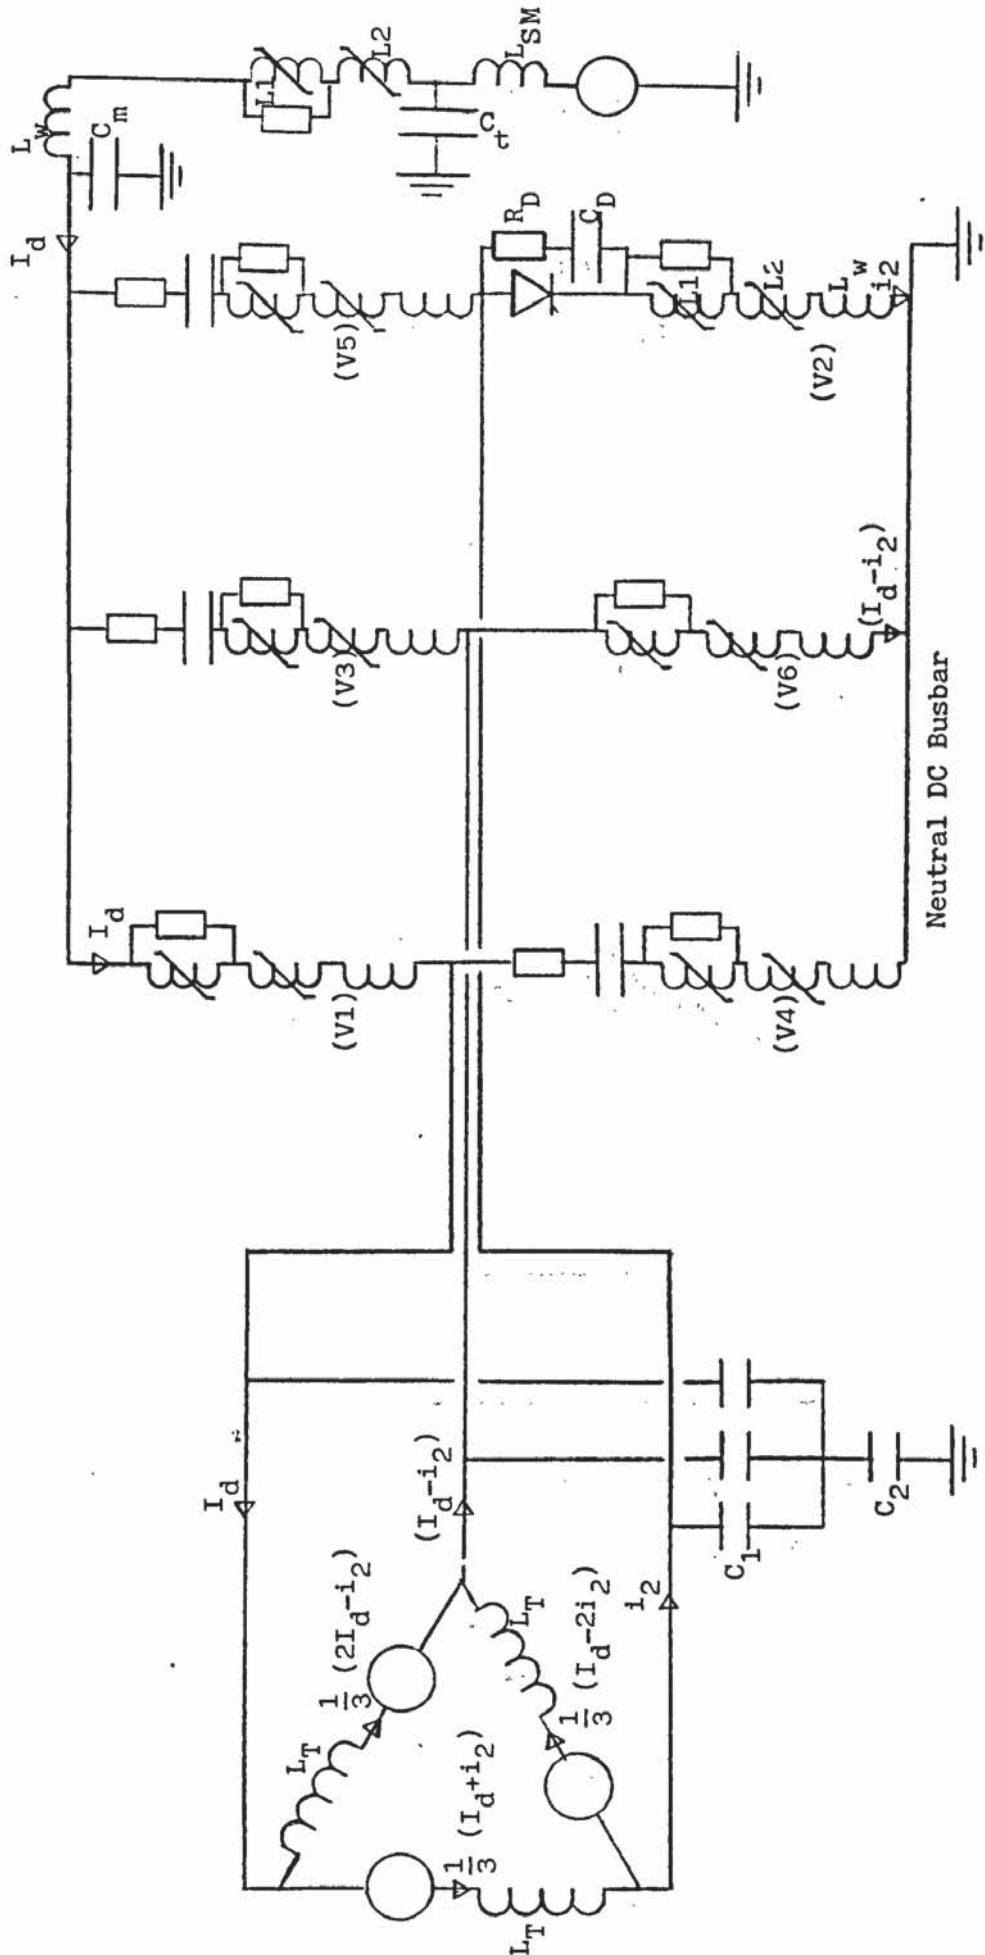 I_d
L_w
C_m
L1
L2
C_t
L_SM
I_d
(V1)
(V3)
(V5)
R_D
C_D
L1
L2
L_w
i_2
(V2)
(V4)
(V6)
(I_d-i_2)
Neutral DC Busbar
I_d
L_T
1/3 (2I_d-i_2)
(I_d-i_2)
1/3 (I_d+i_2)
L_T
L_T
1/3 (I_d-2i_2)
i_2
C_1
C_2